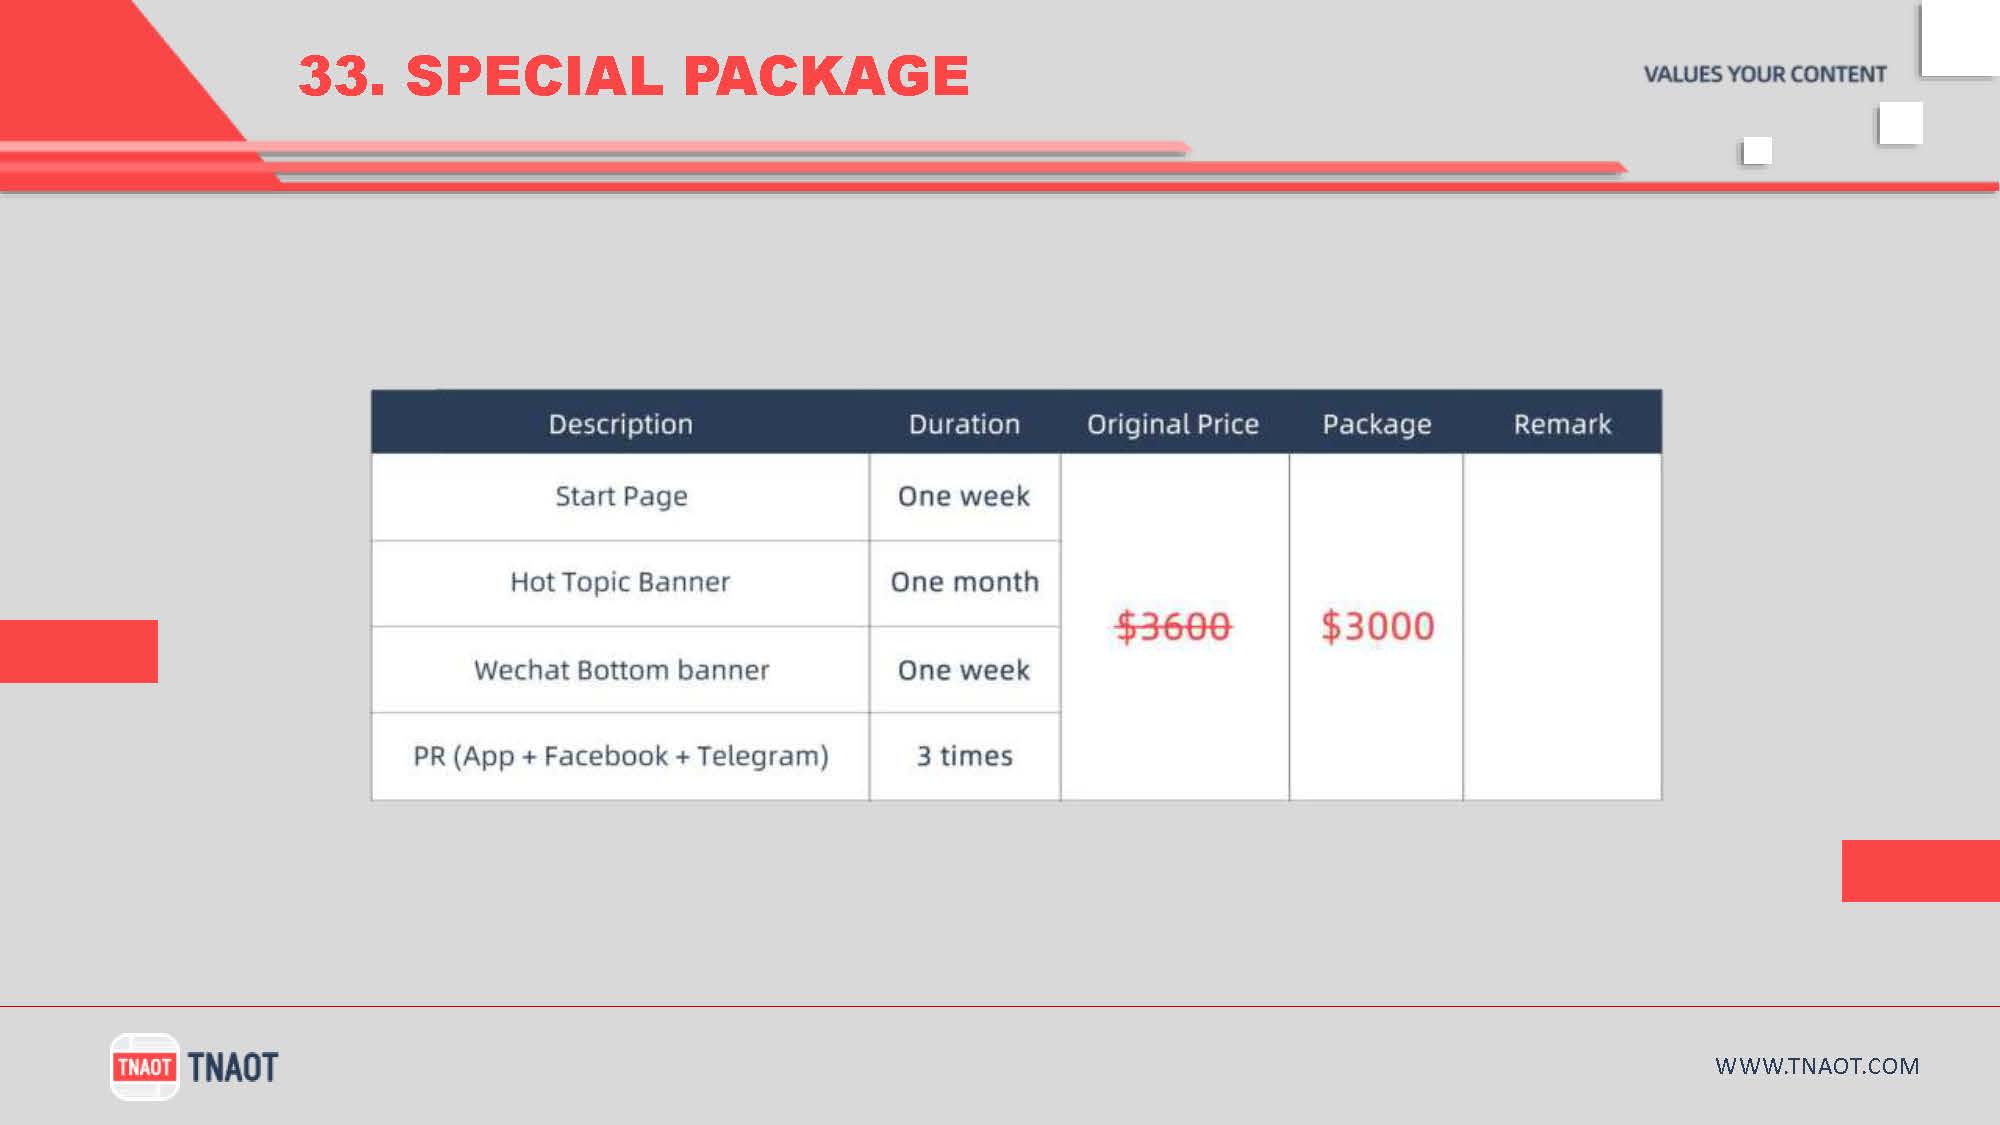 33. SPECIAL PACKAGE
VALUES YOUR CONTENT
Description Duration Original Price Package Remark
Start Page One week
Hot Topic Banner One month
$3600 $3000
Wechat Bottom banner One week
PR (App + Facebook + Telegram) 3 times
TNAOT TNAOT
WWW.TNAOT.COM